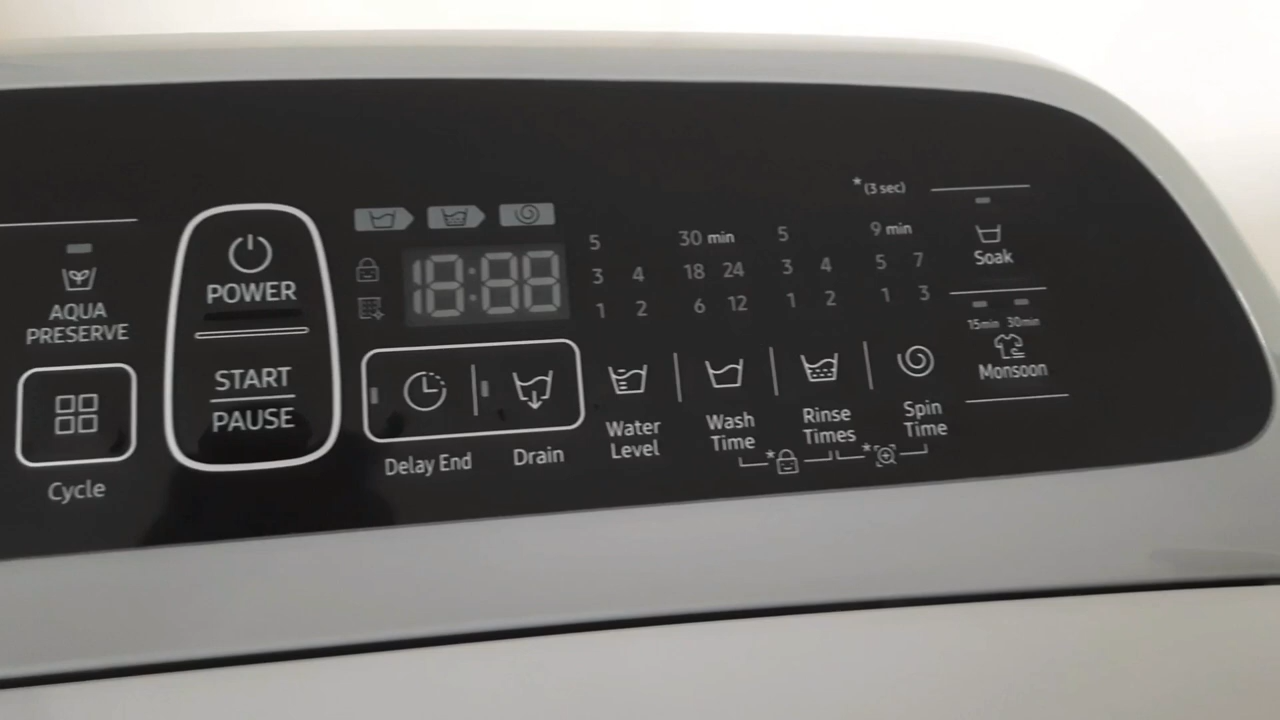 AQUA
PRESERVE
Cycle
POWER
START
PAUSE
18:88
Delay End
Drain
5
3 4
1 2
Water
Level
30 min
18 24
6 12
Wash
Time
5
3 4
1 2
Rinse
Times
*(3 sec)
9 min
5 7
1 3
Spin
Time
*
*
Soak
15min 30min
Monsoon